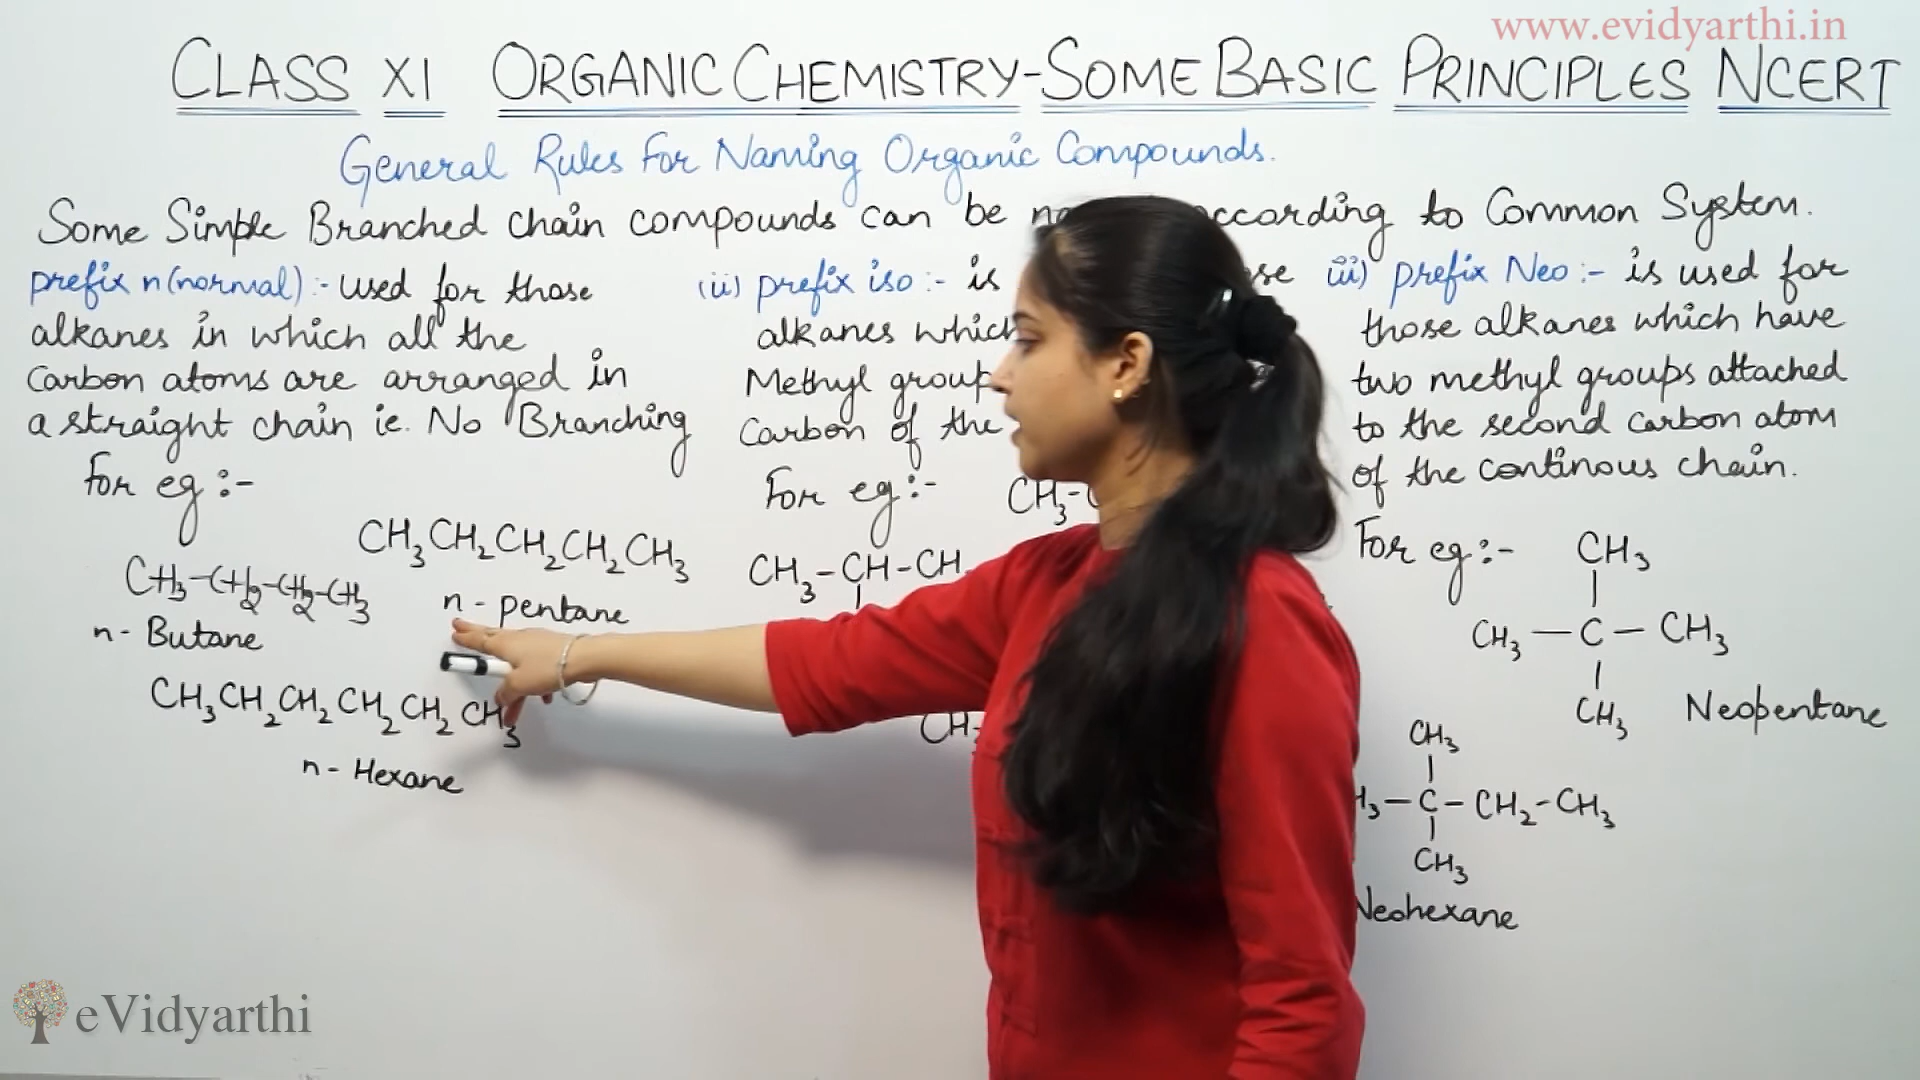 www.evidyarthi.in
CLASS XI ORGANIC CHEMISTRY-SOME BASIC PRINCIPLES NCERT
General Rules For Naming Organic Compounds.
Some Simple Branched chain compounds can be according to Common System.
prefix n(normal):- used for those
alkanes in which all the
carbon atoms are arranged in
a straight chain ie. No Branching
For eg:-
CH3-CH2-CH2-CH3
n- Butane
CH3CH2CH2CH2CH3
n- pentane
CH3CH2CH2CH2CH2CH3
n- Hexane
(ii) prefix iso:- is
alkanes which
Methyl group
Carbon of the
For eg:-
CH3-
CH3-CH-CH
CH3
iii) prefix Neo:- is used for
those alkanes which have
two methyl groups attached
to the second carbon atom
of the continous chain.
For eg:-
CH3
CH3-C-CH3
CH3
Neopentane
CH3
H3-C-CH2-CH3
CH3
Neohexane
eVidyarthi